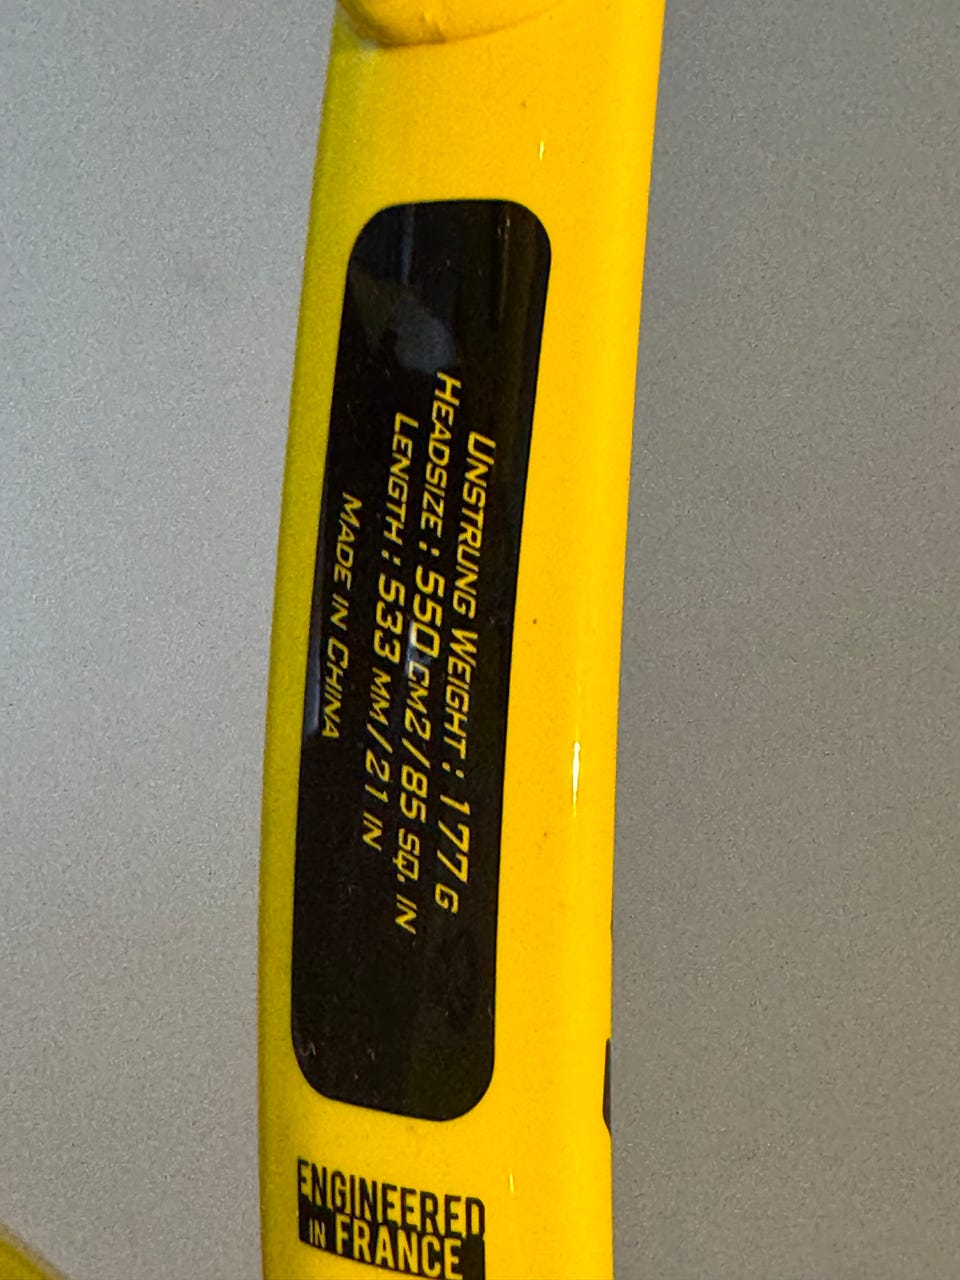 UNSTRUNG WEIGHT : 177 G
HEADSIZE : 550 CM2 / 85 SQ. IN
LENGTH : 533 MM / 21 IN
MADE IN CHINA
ENGINEERED
IN FRANCE